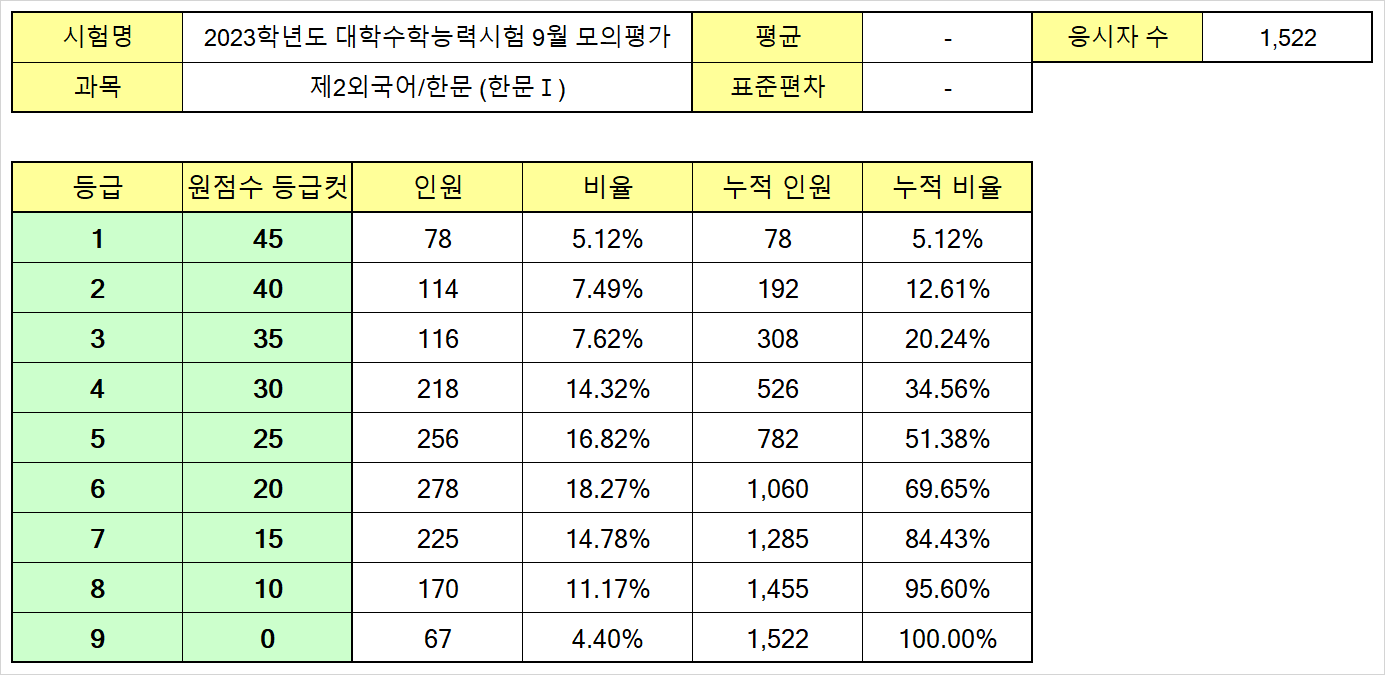 시험명 2023학년도 대학수학능력시험 9월 모의평가 평균 - 응시자 수 1,522
과목 제2외국어/한문 (한문Ⅰ) 표준편차 -
등급 원점수 등급컷 인원 비율 누적 인원 누적 비율
1 45 78 5.12% 78 5.12%
2 40 114 7.49% 192 12.61%
3 35 116 7.62% 308 20.24%
4 30 218 14.32% 526 34.56%
5 25 256 16.82% 782 51.38%
6 20 278 18.27% 1,060 69.65%
7 15 225 14.78% 1,285 84.43%
8 10 170 11.17% 1,455 95.60%
9 0 67 4.40% 1,522 100.00%